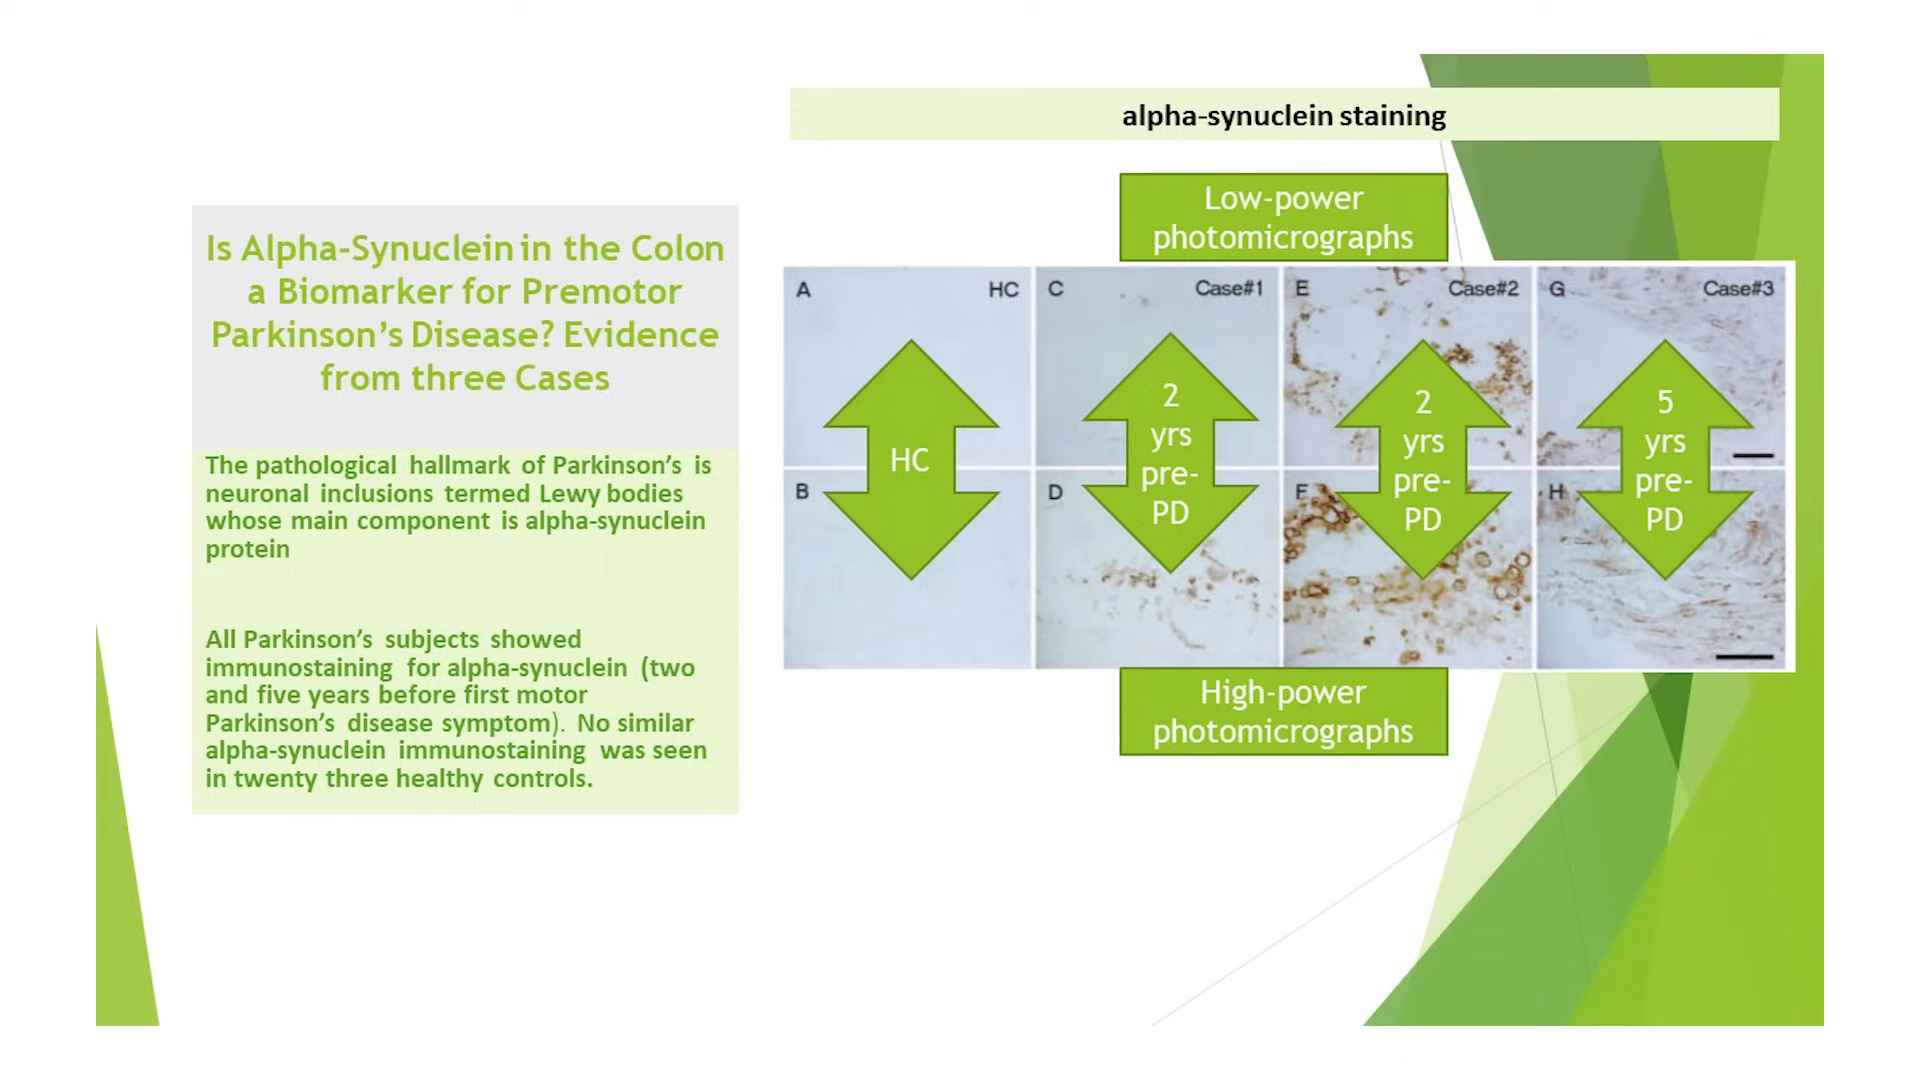 alpha-synuclein staining
Is Alpha-Synuclein in the Colon
a Biomarker for Premotor
Parkinson's Disease? Evidence
from three Cases
The pathological hallmark of Parkinson's is
neuronal inclusions termed Lewy bodies
whose main component is alpha-synuclein
protein
All Parkinson's subjects showed
immunostaining for alpha-synuclein (two
and five years before first motor
Parkinson's disease symptom). No similar
alpha-synuclein immunostaining was seen
in twenty three healthy controls.
Low-power
photomicrographs
A HC
C Case#1
E Case#2
G Case#3
HC
2
yrs
pre-
PD
2
yrs
pre-
PD
5
yrs
pre-
PD
B
D
F
H
High-power
photomicrographs